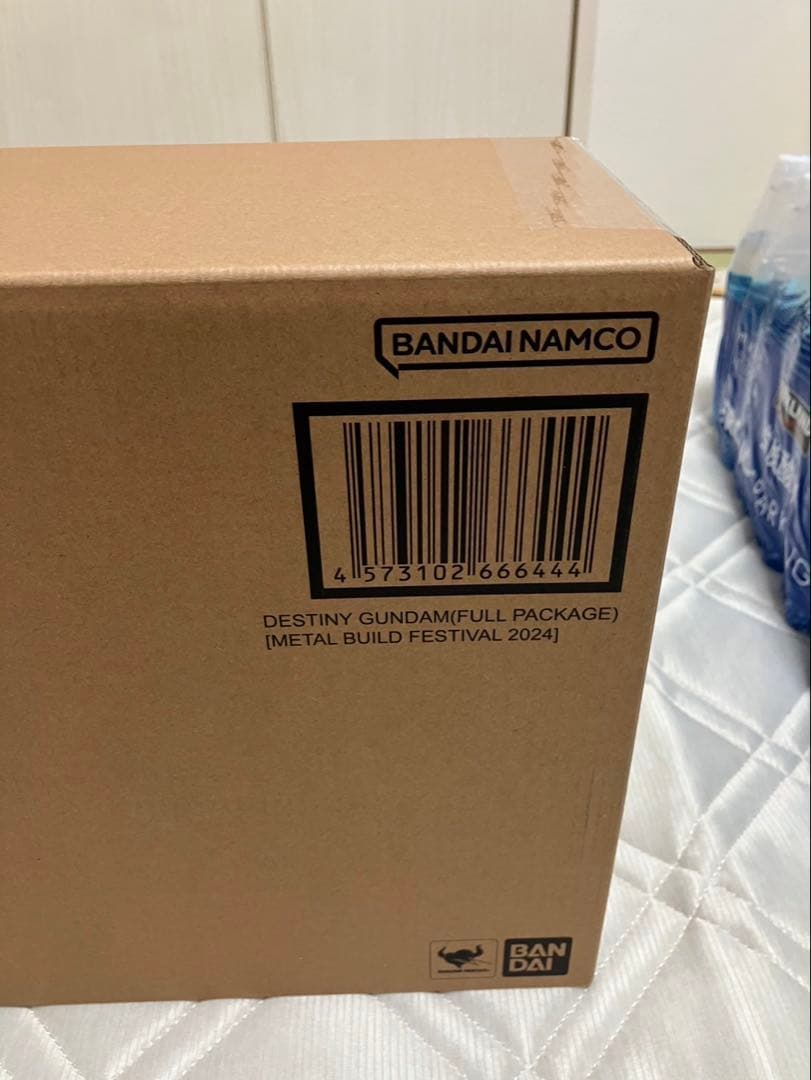 BANDAI NAMCO
4 573102 666444
DESTINY GUNDAM(FULL PACKAGE)
[METAL BUILD FESTIVAL 2024]
BAN
DAI